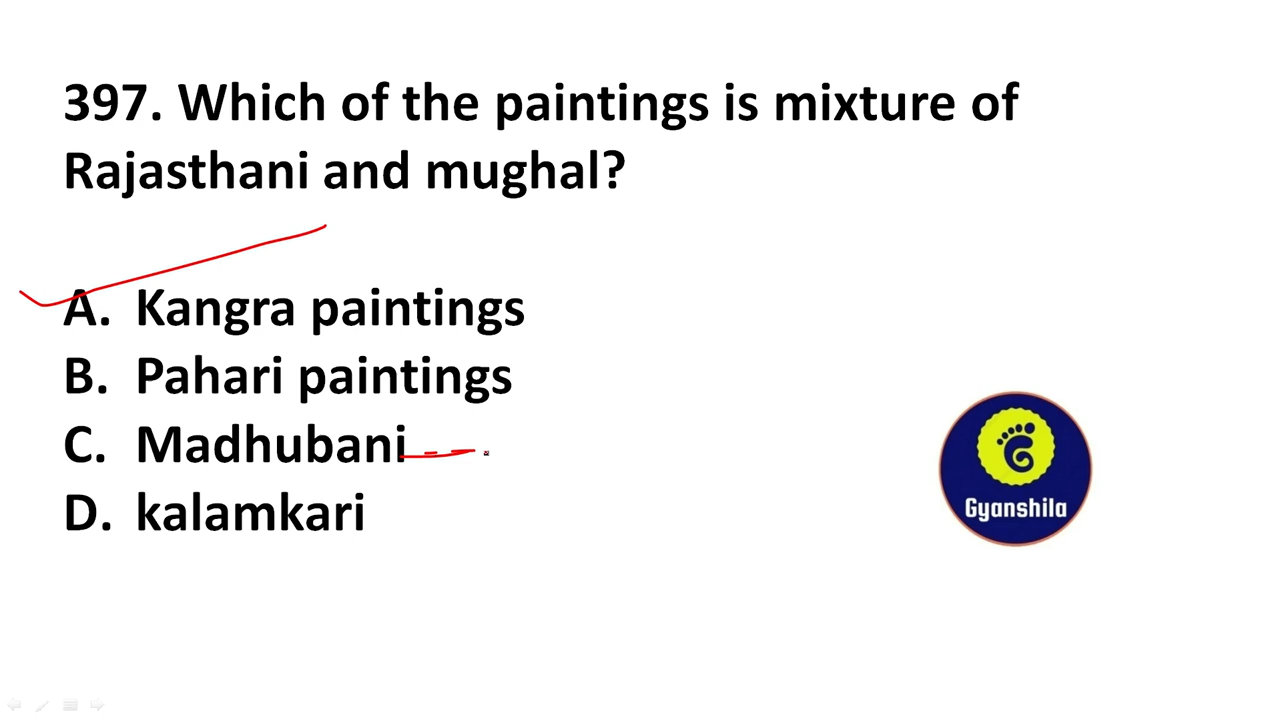 397. Which of the paintings is mixture of
Rajasthani and mughal?
A. Kangra paintings
B. Pahari paintings
C. Madhubani
D. kalamkari
Gyanshila